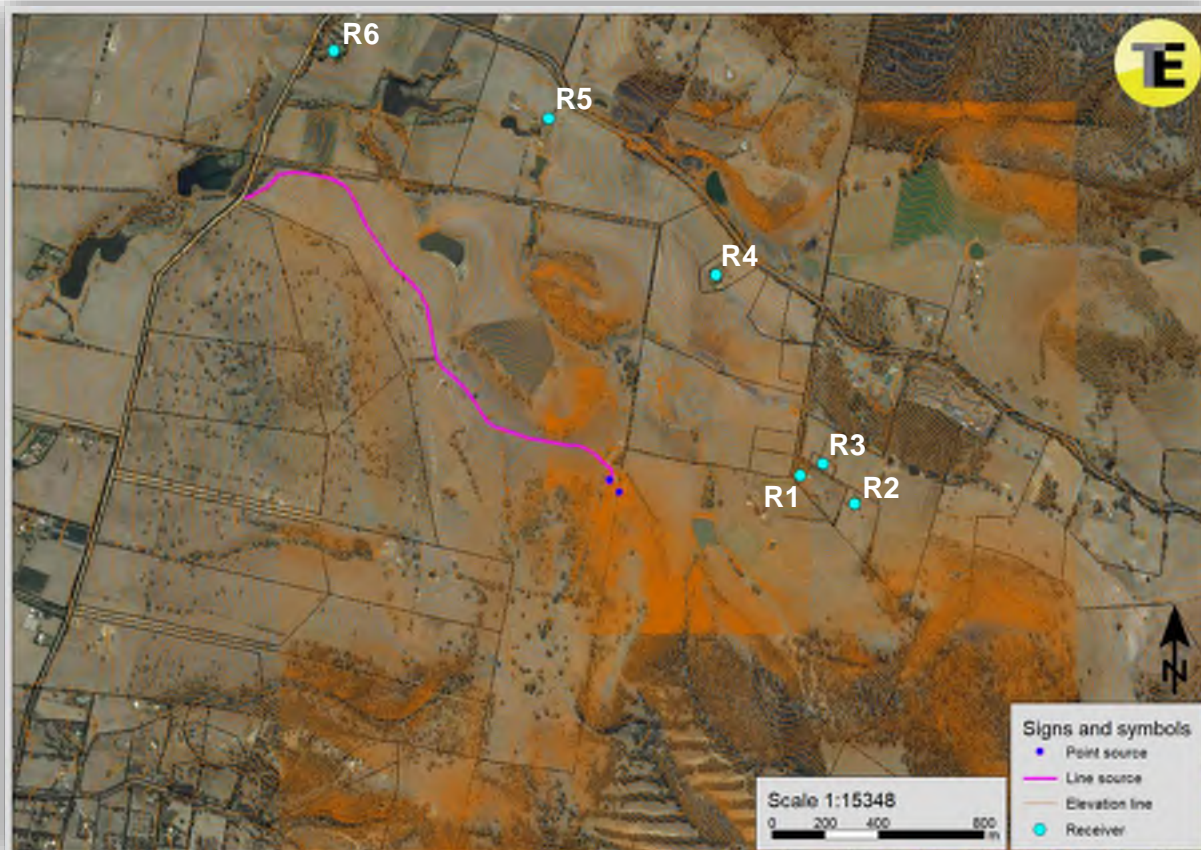 R6
TE
R5
R4
R3
R1
R2
N
Signs and symbols
Point source
Line source
Elevation line
Receiver
Scale 1:15348
0 200 400 800
m